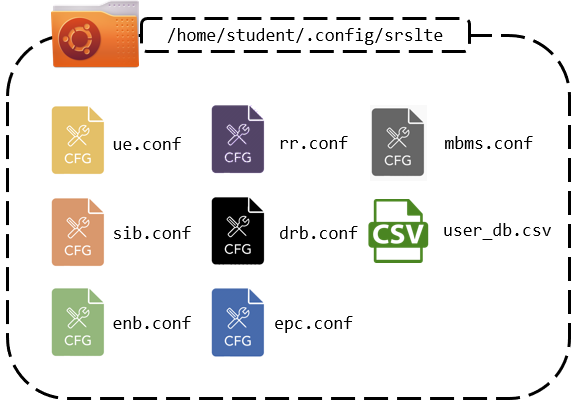 /home/student/.config/srslte
CFG ue.conf
CFG rr.conf
CFG mbms.conf
CFG sib.conf
CFG drb.conf
CSV user_db.csv
CFG enb.conf
CFG epc.conf